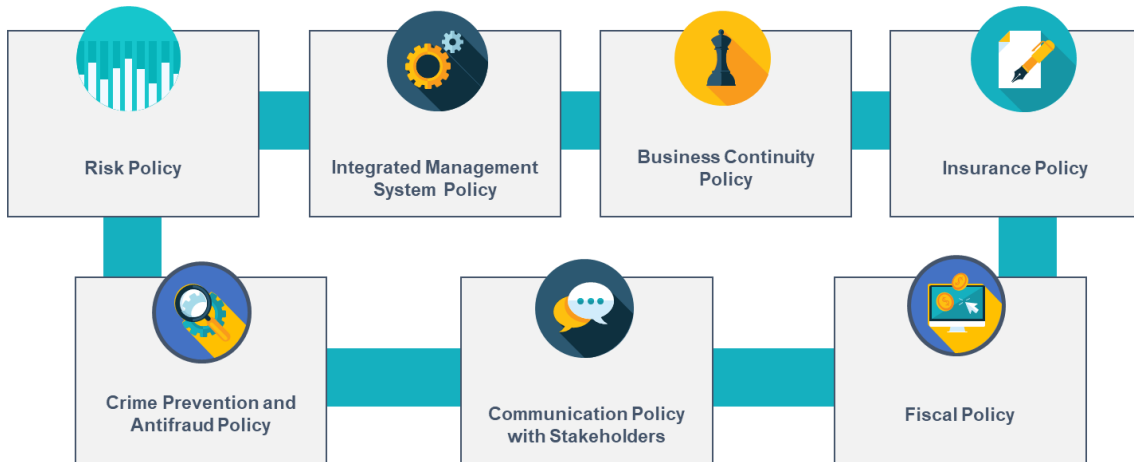 Risk Policy
Integrated Management
System Policy
Business Continuity
Policy
Insurance Policy
Crime Prevention and
Antifraud Policy
Communication Policy
with Stakeholders
Fiscal Policy